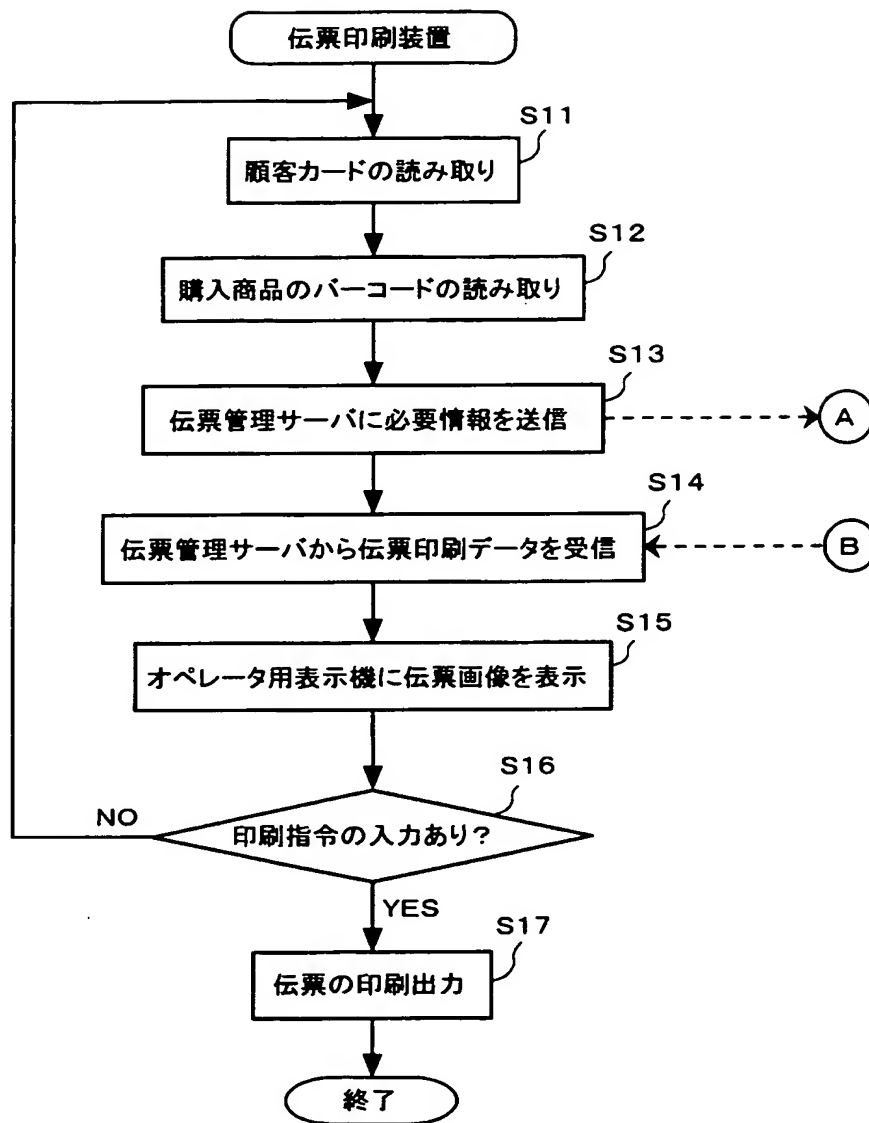 伝票印刷装置
S11
顧客カードの読み取り
S12
購入商品のバーコードの読み取り
S13
伝票管理サーバに必要情報を送信
A
S14
伝票管理サーバから伝票印刷データを受信
B
S15
オペレータ用表示機に伝票画像を表示
S16
NO
印刷指令の入力あり?
YES
S17
伝票の印刷出力
終了